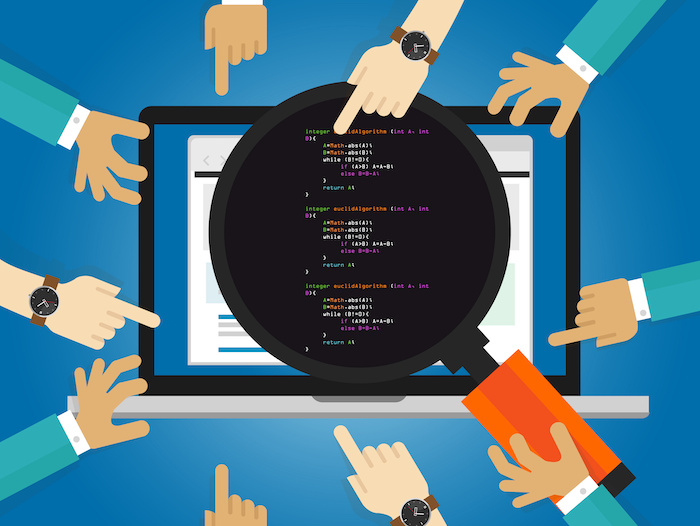 integer euclidAlgorithm (int A, int
B){
A=Math.abs(A)\
B=Math.abs(B)\
while (B!=0){
if (A>B) A=A-B\
else B=B-A\
}
return A\
}
integer euclidAlgorithm (int A, int
B){
A=Math.abs(A)\
B=Math.abs(B)\
while (B!=0){
if (A>B) A=A-B\
else B=B-A\
}
return A\
}
integer euclidAlgorithm (int A, int
B){
A=Math.abs(A)\
B=Math.abs(B)\
while (B!=0){
if (A>B) A=A-B\
else B=B-A\
}
return A\
}